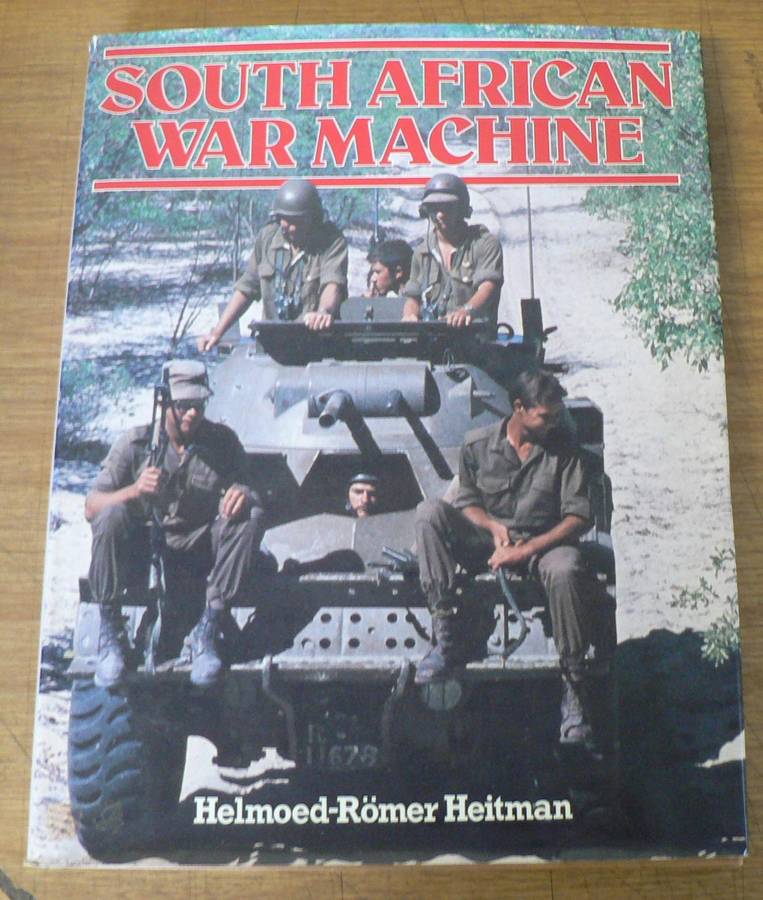 SOUTH AFRICAN
WAR MACHINE
Helmoed-Römer Heitman